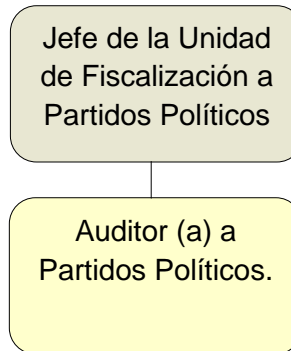 Jefe de la Unidad
de Fiscalización a
Partidos Políticos
Auditor (a) a
Partidos Políticos.